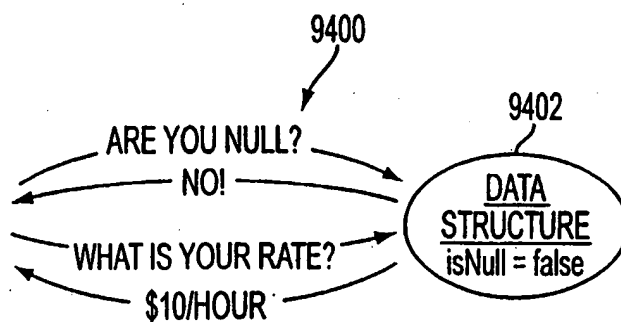 9400
9402
ARE YOU NULL?
NO!
WHAT IS YOUR RATE?
$10/HOUR
DATA
STRUCTURE
isNull = false